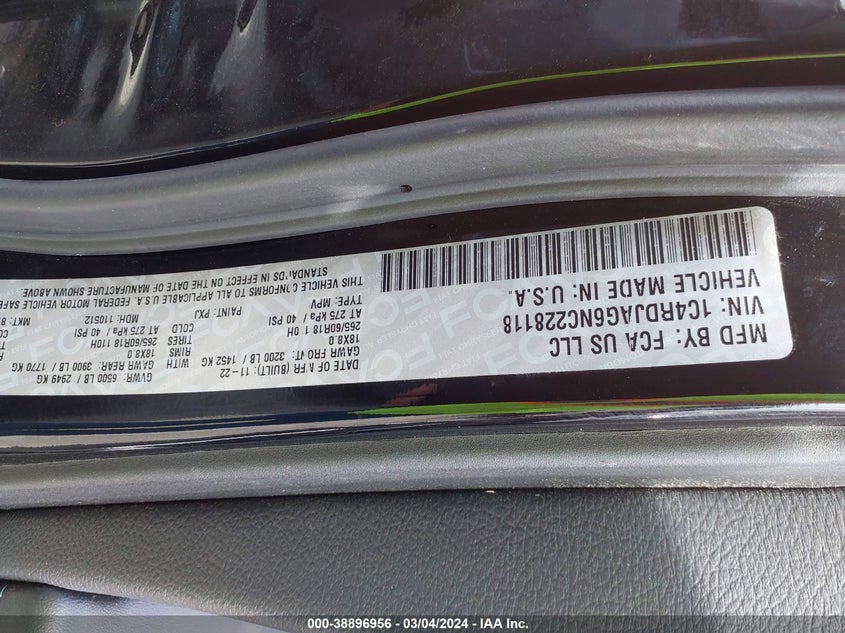 MFD BY: FCA US LLC
DATE OF MFR (BUILT): 11-22
GVWR: 6500 LB / 2949 KG
GAWR FRONT: 3200 LB / 1452 KG
WITH
GAWR REAR: 3900 LB / 1770 KG
18X8.0
RIMS
18X8.0
265/60R18 110H
TIRES
265/60R18 110H
AT 275 kPa / 40 PSI
COLD
AT 275 kPa / 40 PSI
PAINT: PXJ
MDH: 110512
TYPE: MPV
THIS VEHICLE CONFORMS TO ALL APPLICABLE U.S.A. FEDERAL MOTOR VEHICLE
STANDARDS IN EFFECT ON THE DATE OF MANUFACTURE SHOWN ABOVE.
VIN: 1C4RDJAG6NC228118
VEHICLE MADE IN: U.S.A.
000-38896956 - 03/04/2024 - IAA Inc.